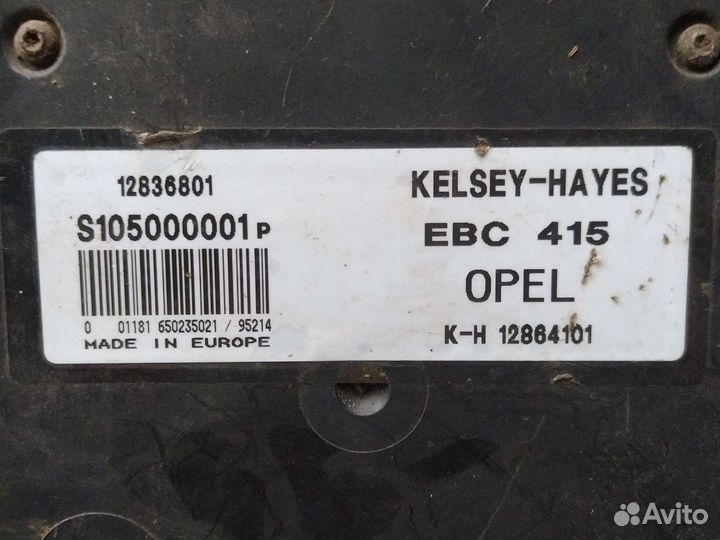 12836801
S105000001P
0 01181 650235021 / 95214
MADE IN EUROPE
KELSEY-HAYES
EBC 415
OPEL
K-H 12864101
Avito